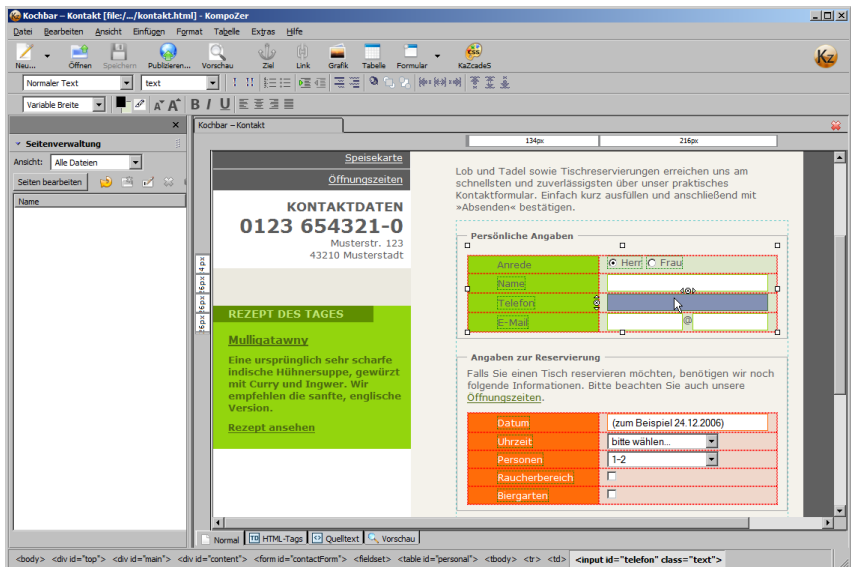 Kochbar – Kontakt [file:/.../kontakt.html] - KompoZer
Datei Bearbeiten Ansicht Einfügen Format Tabelle Extras Hilfe
Neu... Öffnen Speichern Publizieren... Vorschau Ziel Link Grafik Tabelle Formular KaZcadeS
CSS
Kz
Normaler Text text
Variable Breite A A B I U
Kochbar – Kontakt
Seitenverwaltung
Ansicht: Alle Dateien
Seiten bearbeiten
Name
134px 216px
Speisekarte
Öffnungszeiten
KONTAKTDATEN
0123 654321-0
Musterstr. 123
43210 Musterstadt
REZEPT DES TAGES
Mulligatawny
Eine ursprünglich sehr scharfe
indische Hühnersuppe, gewürzt
mit Curry und Ingwer. Wir
empfehlen die sanfte, englische
Version.
Rezept ansehen
Lob und Tadel sowie Tischreservierungen erreichen uns am
schnellsten und zuverlässigsten über unser praktisches
Kontaktformular. Einfach kurz ausfüllen und anschließend mit
»Absenden« bestätigen.
Persönliche Angaben
Anrede Herr Frau
Name
Telefon
E-Mail @
Angaben zur Reservierung
Falls Sie einen Tisch reservieren möchten, benötigen wir noch
folgende Informationen. Bitte beachten Sie auch unsere
Öffnungszeiten.
Datum (zum Beispiel 24.12.2006)
Uhrzeit bitte wählen...
Personen 1-2
Raucherbereich
Biergarten
Normal TD HTML-Tags Quelltext Vorschau
<body> <div id="top"> <div id="main"> <div id="content"> <form id="contactForm"> <fieldset> <table id="personal"> <tbody> <tr> <td> <input id="telefon" class="text">